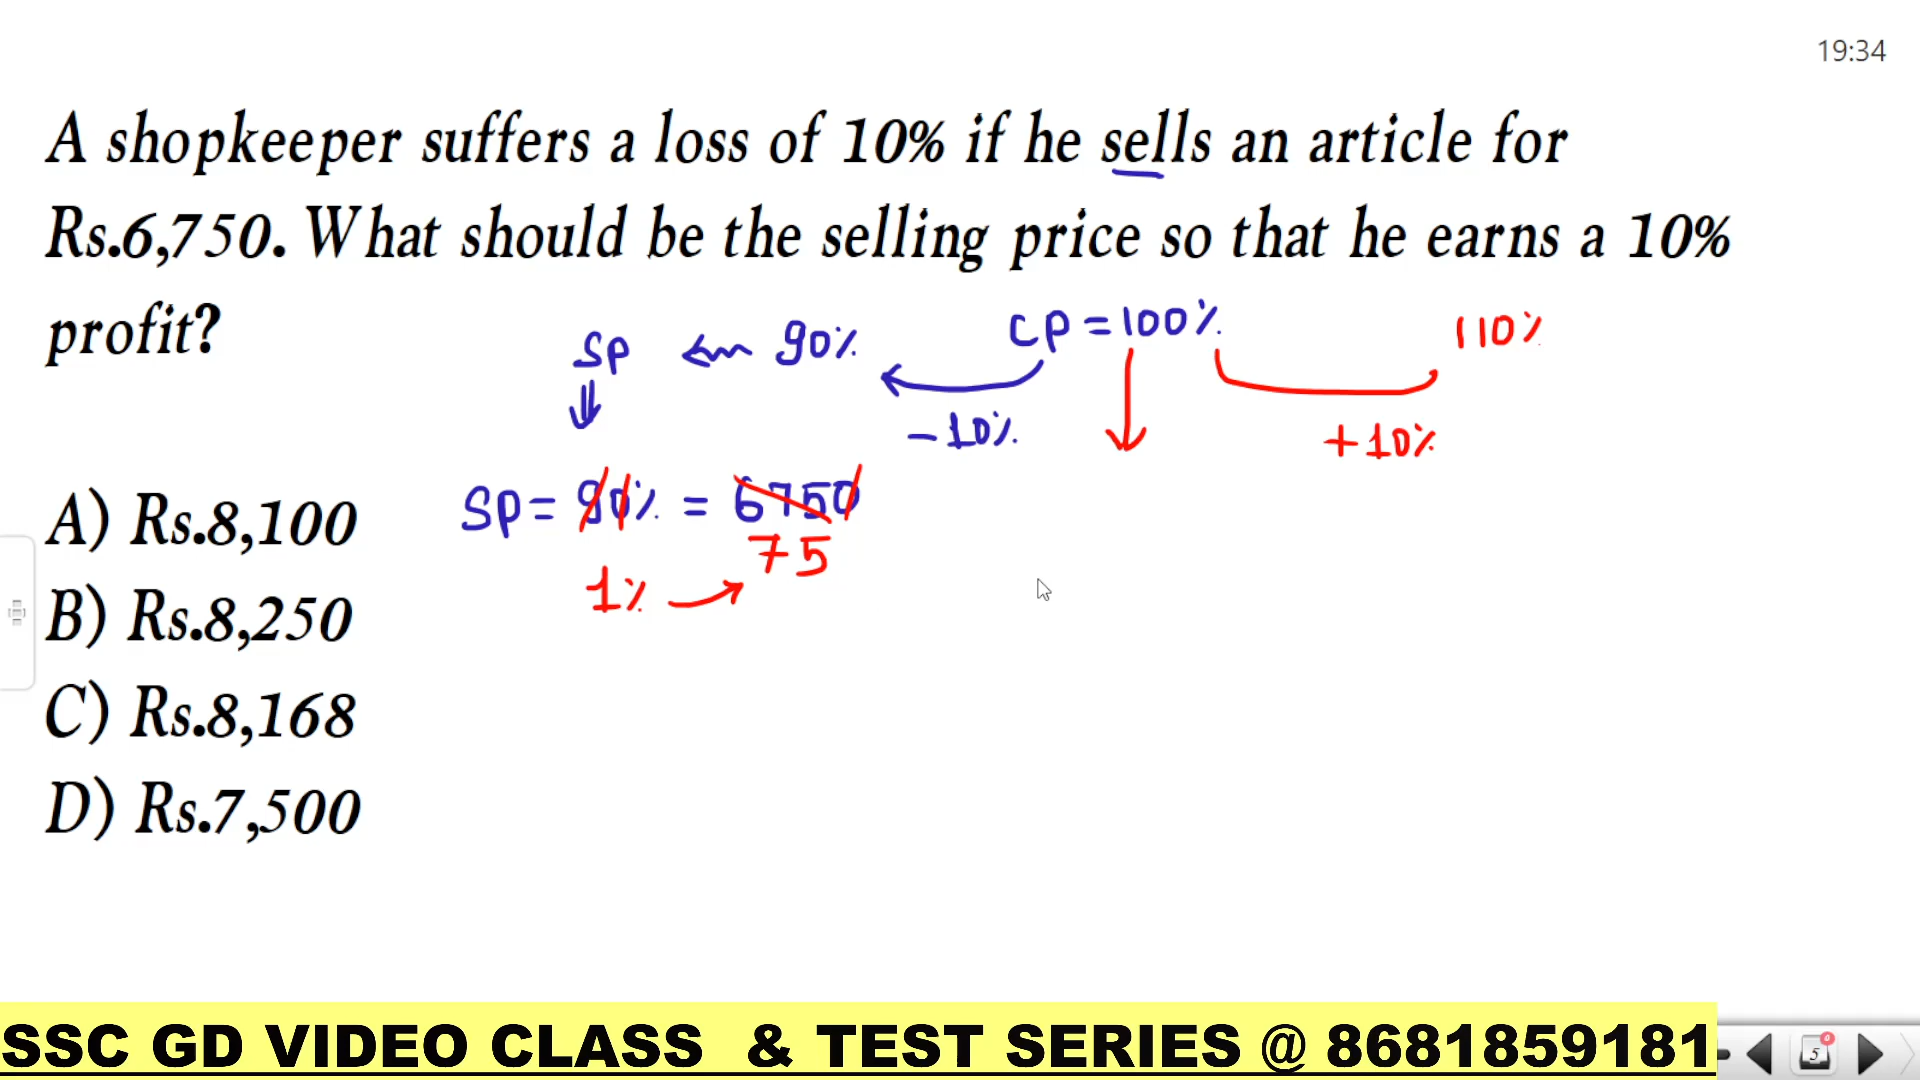 19:34
A shopkeeper suffers a loss of 10% if he sells an article for
Rs.6,750. What should be the selling price so that he earns a 10%
profit?
SP ⇐ 90% CP = 100% 110%
- 10% + 10%
A) Rs.8,100
SP = 90% = 6750
75
1% →
B) Rs.8,250
C) Rs.8,168
D) Rs.7,500
SSC GD VIDEO CLASS & TEST SERIES @ 8681859181
5